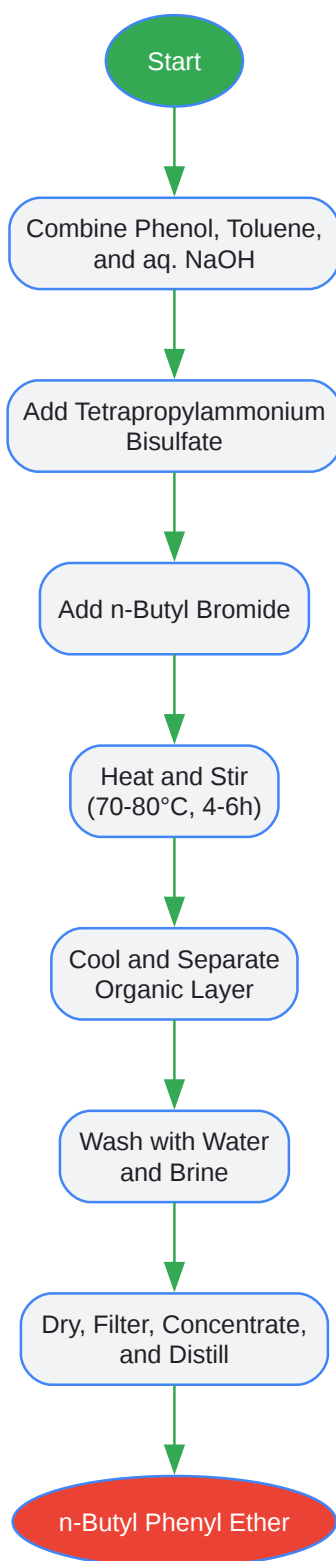 Start
Combine Phenol, Toluene,
and aq. NaOH
Add Tetrapropylammonium
Bisulfate
Add n-Butyl Bromide
Heat and Stir
(70-80°C, 4-6h)
Cool and Separate
Organic Layer
Wash with Water
and Brine
Dry, Filter, Concentrate,
and Distill
n-Butyl Phenyl Ether